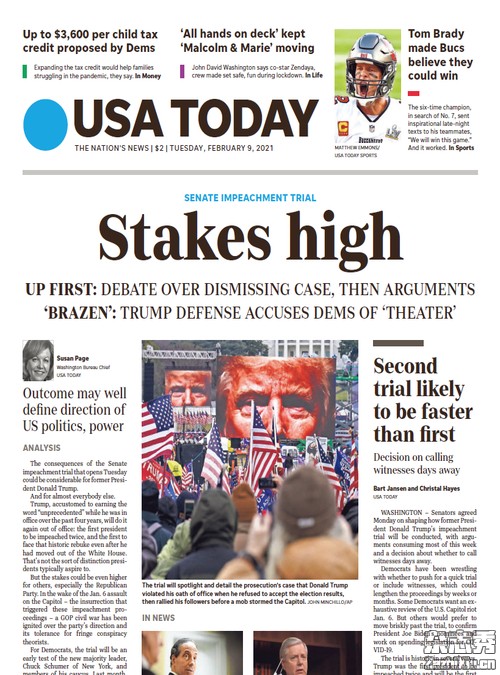 Up to $3,600 per child tax
credit proposed by Dems
Expanding the tax credit would help families
struggling in the pandemic, they say. In Money
‘All hands on deck’ kept
‘Malcolm & Marie’ moving
John David Washington says co-star Zendaya,
crew made set safe, fun during lockdown. In Life
MATTHEW EMMONS/
USA TODAY SPORTS
Tom Brady
made Bucs
believe they
could win
The six-time champion,
in search of No. 7, sent
inspirational late-night
texts to his teammates,
“We will win this game.”
And it worked. In Sports
USA TODAY
THE NATION'S NEWS | $2 | TUESDAY, FEBRUARY 9, 2021
SENATE IMPEACHMENT TRIAL
Stakes high
UP FIRST: DEBATE OVER DISMISSING CASE, THEN ARGUMENTS
‘BRAZEN’: TRUMP DEFENSE ACCUSES DEMS OF ‘THEATER’
Susan Page
Washington Bureau Chief
USA TODAY
Outcome may well
define direction of
US politics, power
ANALYSIS
The consequences of the Senate
impeachment trial that opens Tuesday
could be considerable for former Presi-
dent Donald Trump.
And for almost everybody else.
Trump, accustomed to earning the
word “unprecedented” while he was in
office over the past four years, will do it
again out of office: the first president
to be impeached twice, and the first to
face that historic rebuke even after he
had moved out of the White House.
That's not the sort of distinction presi-
dents typically aspire to.
But the stakes could be even higher
for others, especially the Republican
Party. In the wake of the Jan. 6 assault
on the Capitol – the insurrection that
triggered these impeachment pro-
ceedings – a GOP civil war has been
ignited over the party's direction and
its tolerance for fringe conspiracy
theorists.
For Democrats, the trial will be an
early test of the new majority leader,
Chuck Schumer of New York, and
members of his caucus. Last month,
TRUMP
The trial will spotlight and detail the prosecution's case that Donald Trump
violated his oath of office when he refused to accept the election results,
then rallied his followers before a mob stormed the Capitol. JOHN MINCHILLO/AP
IN NEWS
Second
trial likely
to be faster
than first
Decision on calling
witnesses days away
Bart Jansen and Christal Hayes
USA TODAY
WASHINGTON – Senators agreed
Monday on shaping how former Presi-
dent Donald Trump's impeachment
trial will be conducted, with argu-
ments consuming most of this week
and a decision about whether to call
witnesses days away.
Democrats have been wrestling
with whether to push for a quick trial
or include witnesses, which could
lengthen the proceedings by weeks or
months. Some Democrats want an ex-
haustive review of the U.S. Capitol riot
Jan. 6. But others would prefer to
move briskly past the trial, to confirm
President Joe Biden's nominees and
work on spending legislation for CO-
VID-19.
The trial is historic
Trump was the first president
impeached twice and will be the first